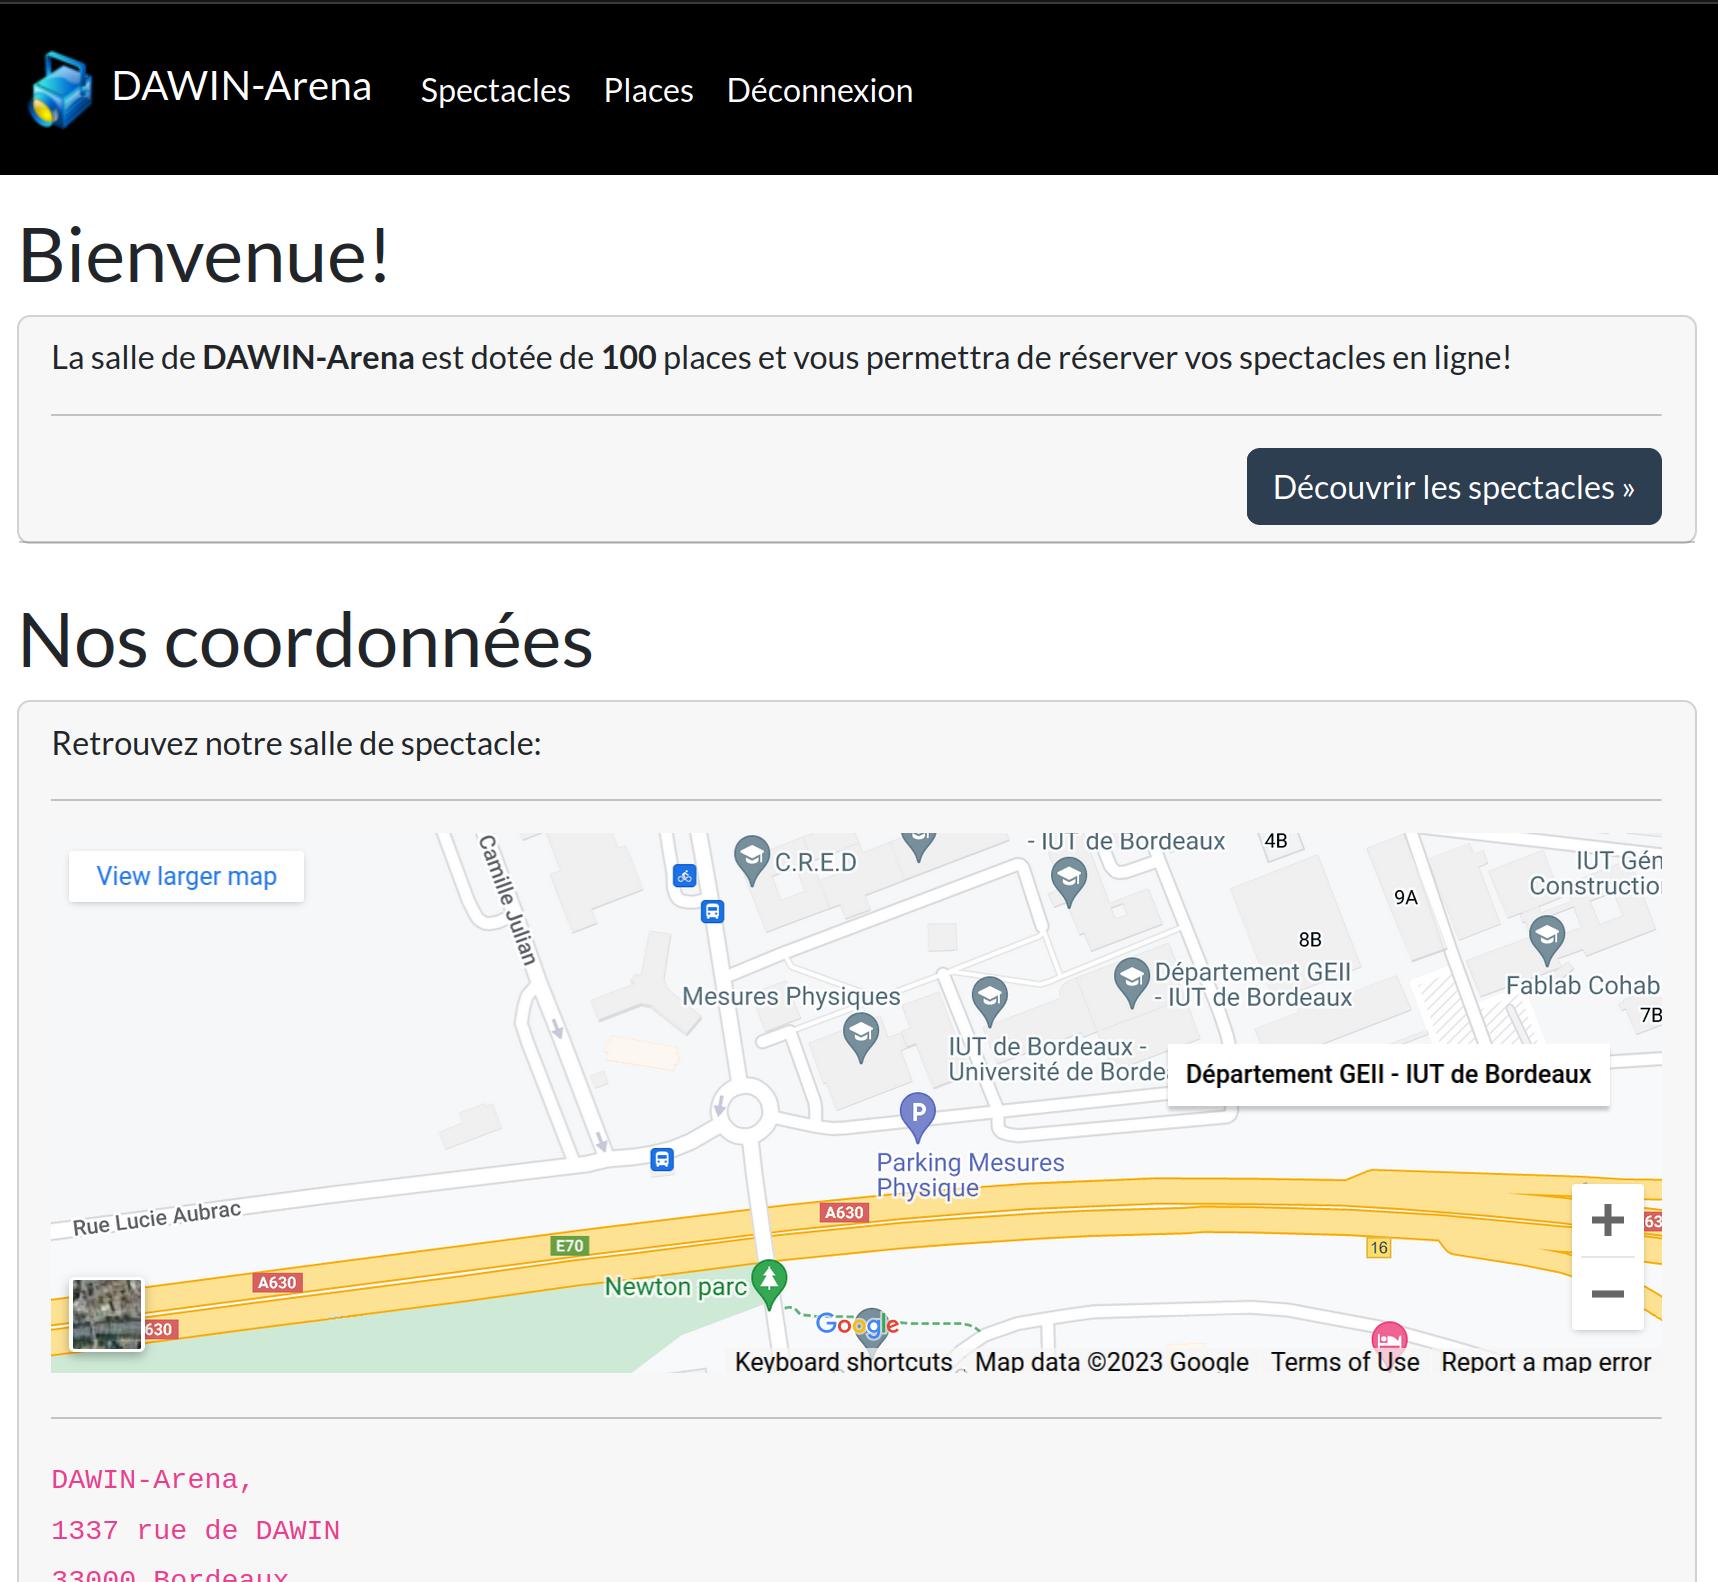 DAWIN-Arena Spectacles Places Déconnexion
Bienvenue!
La salle de DAWIN-Arena est dotée de 100 places et vous permettra de réserver vos spectacles en ligne!
Découvrir les spectacles »
Nos coordonnées
Retrouvez notre salle de spectacle:
View larger map
Camille Julian
C.R.E.D
- IUT de Bordeaux
4B
IUT Gén
Construction
9A
8B
Département GEII
- IUT de Bordeaux
Fablab Cohab
7B
Mesures Physiques
IUT de Bordeaux -
Université de Borde
Département GEII - IUT de Bordeaux
P
Parking Mesures
Physique
Rue Lucie Aubrac
A630
63
E70
16
A630
Newton parc
630
Google
Keyboard shortcuts Map data ©2023 Google Terms of Use Report a map error
DAWIN-Arena,
1337 rue de DAWIN
33000 Bordeaux